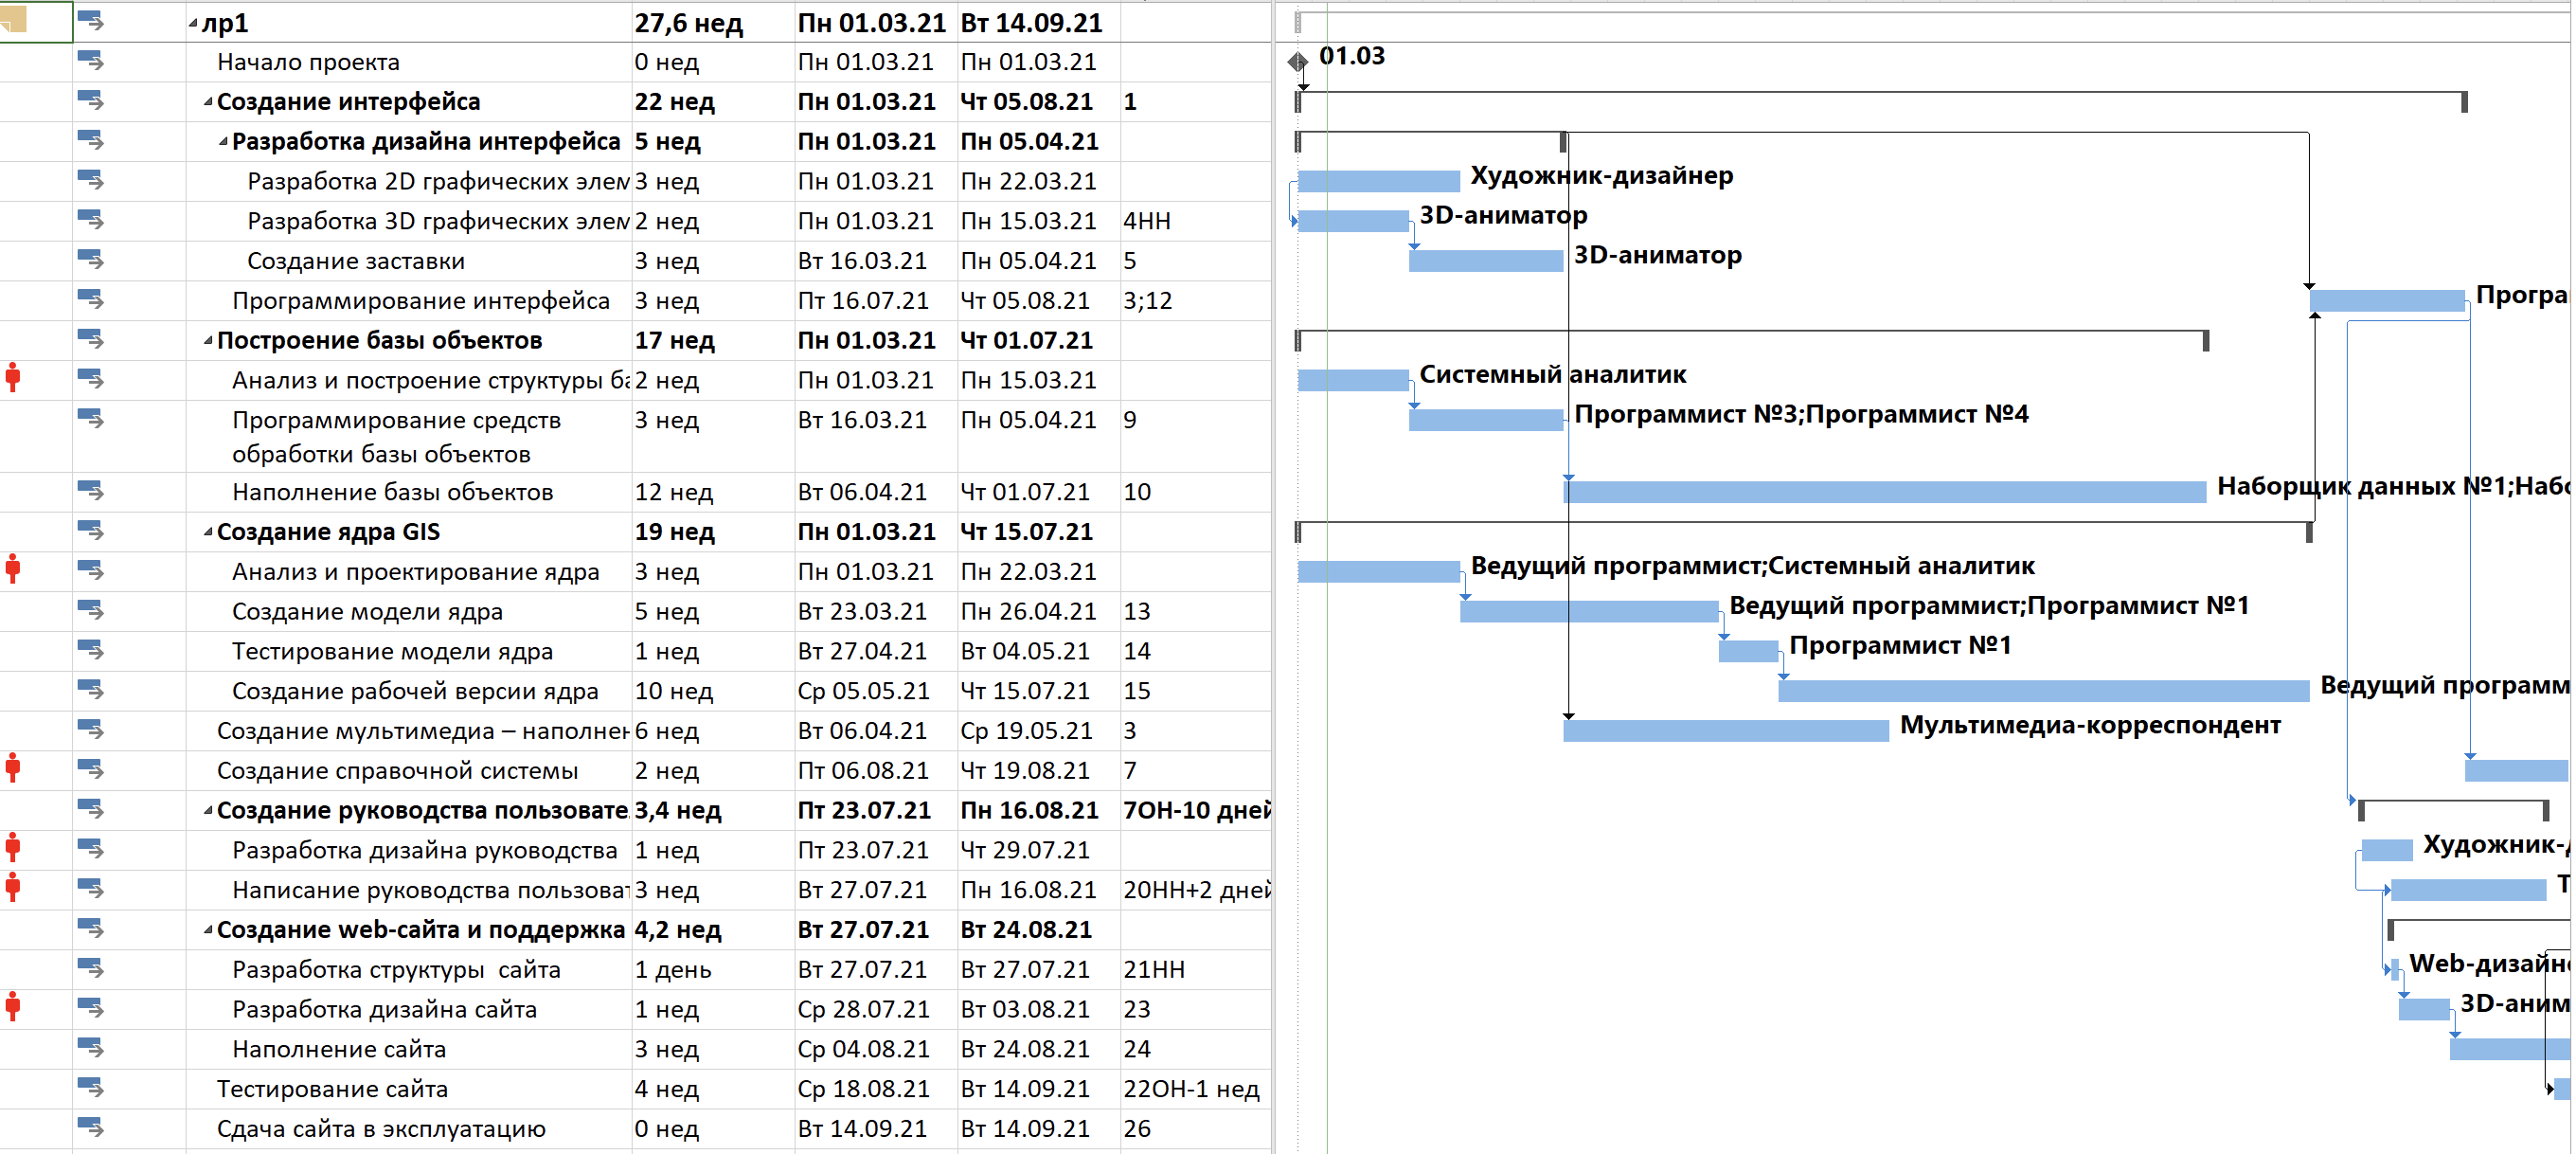 лр1 27,6 нед Пн 01.03.21 Вт 14.09.21
Начало проекта 0 нед Пн 01.03.21 Пн 01.03.21 01.03
Создание интерфейса 22 нед Пн 01.03.21 Чт 05.08.21 1
Разработка дизайна интерфейса 5 нед Пн 01.03.21 Пн 05.04.21
Разработка 2D графических элем 3 нед Пн 01.03.21 Пн 22.03.21 Художник-дизайнер
Разработка 3D графических элем 2 нед Пн 01.03.21 Пн 15.03.21 4НН 3D-аниматор
Создание заставки 3 нед Вт 16.03.21 Пн 05.04.21 5 3D-аниматор
Программирование интерфейса 3 нед Пт 16.07.21 Чт 05.08.21 3;12 Програ
Построение базы объектов 17 нед Пн 01.03.21 Чт 01.07.21
Анализ и построение структуры ба 2 нед Пн 01.03.21 Пн 15.03.21 Системный аналитик
Программирование средств 3 нед Вт 16.03.21 Пн 05.04.21 9 Программист №3;Программист №4
обработки базы объектов
Наполнение базы объектов 12 нед Вт 06.04.21 Чт 01.07.21 10 Наборщик данных №1;Набо
Создание ядра GIS 19 нед Пн 01.03.21 Чт 15.07.21
Анализ и проектирование ядра 3 нед Пн 01.03.21 Пн 22.03.21 Ведущий программист;Системный аналитик
Создание модели ядра 5 нед Вт 23.03.21 Пн 26.04.21 13 Ведущий программист;Программист №1
Тестирование модели ядра 1 нед Вт 27.04.21 Вт 04.05.21 14 Программист №1
Создание рабочей версии ядра 10 нед Ср 05.05.21 Чт 15.07.21 15 Ведущий программ
Создание мультимедиа – наполнен 6 нед Вт 06.04.21 Ср 19.05.21 3 Мультимедиа-корреспондент
Создание справочной системы 2 нед Пт 06.08.21 Чт 19.08.21 7
Создание руководства пользовате 3,4 нед Пт 23.07.21 Пн 16.08.21 7ОН-10 дней
Разработка дизайна руководства 1 нед Пт 23.07.21 Чт 29.07.21 Художник-д
Написание руководства пользоват 3 нед Вт 27.07.21 Пн 16.08.21 20НН+2 дней Т
Создание web-сайта и поддержка 4,2 нед Вт 27.07.21 Вт 24.08.21
Разработка структуры сайта 1 день Вт 27.07.21 Вт 27.07.21 21НН Web-дизайне
Разработка дизайна сайта 1 нед Ср 28.07.21 Вт 03.08.21 23 3D-аним
Наполнение сайта 3 нед Ср 04.08.21 Вт 24.08.21 24
Тестирование сайта 4 нед Ср 18.08.21 Вт 14.09.21 22ОН-1 нед
Сдача сайта в эксплуатацию 0 нед Вт 14.09.21 Вт 14.09.21 26